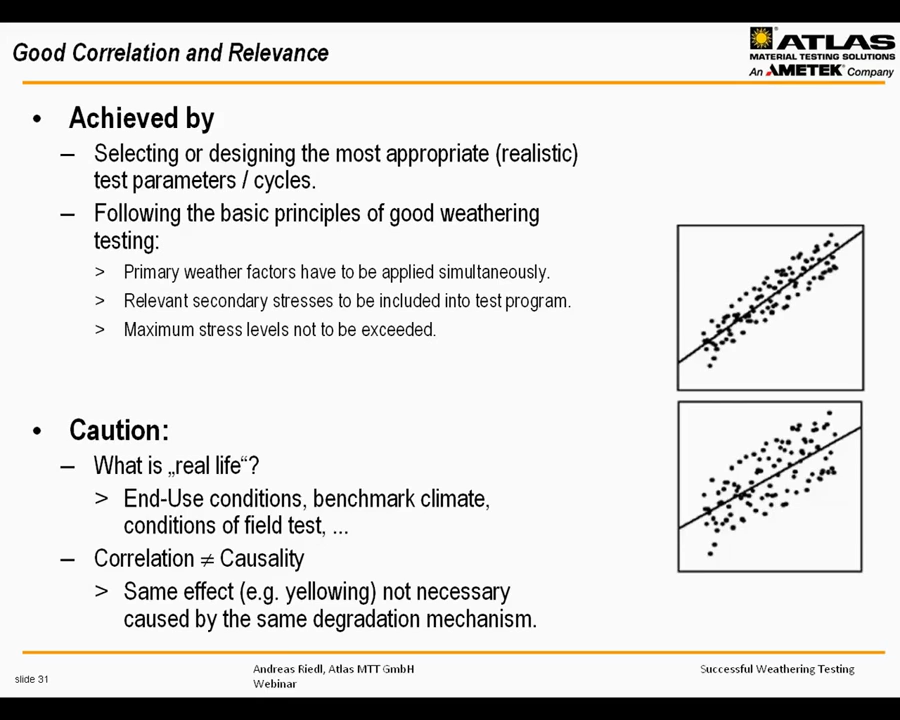 Good Correlation and Relevance
ATLAS
MATERIAL TESTING SOLUTIONS
An AMETEK® Company
• Achieved by
– Selecting or designing the most appropriate (realistic)
test parameters / cycles.
– Following the basic principles of good weathering
testing:
> Primary weather factors have to be applied simultaneously.
> Relevant secondary stresses to be included into test program.
> Maximum stress levels not to be exceeded.
• Caution:
– What is „real life“?
> End-Use conditions, benchmark climate,
conditions of field test, ...
– Correlation ≠ Causality
> Same effect (e.g. yellowing) not necessary
caused by the same degradation mechanism.
slide 31
Andreas Riedl, Atlas MTT GmbH
Webinar
Successful Weathering Testing